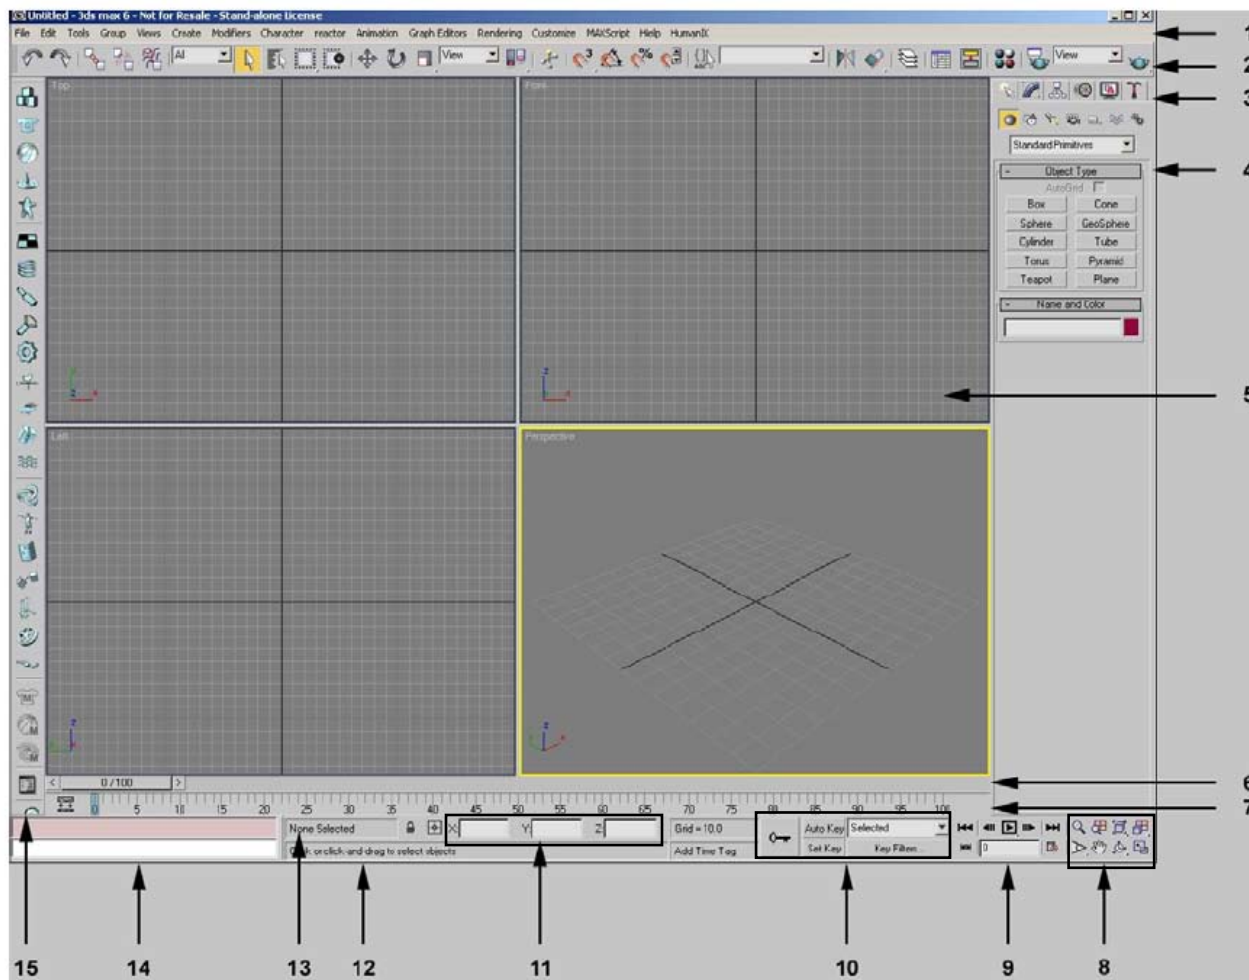 Untitled - 3ds max 6 - Not for Resale - Stand-alone License
File Edit Tools Group Views Create Modifiers Character reactor Animation Graph Editors Rendering Customize MAXScript Help HumanIK
1
All View View
2
Top Front
3
Standard Primitives
- Object Type
4
AutoGrid
Box Cone
Sphere GeoSphere
Cylinder Tube
Torus Pyramid
Teapot Plane
- Name and Color
5
Left Perspective
< 0 / 100 >
6
0 5 10 15 20 25 30 35 40 45 50 55 60 65 70 75 80 85 90 95 100
7
None Selected X: Y: Z: Grid = 10.0 Auto Key Selected
Click or click-and-drag to select objects Add Time Tag Set Key Key Filters... 0
15 14 13 12 11 10 9 8